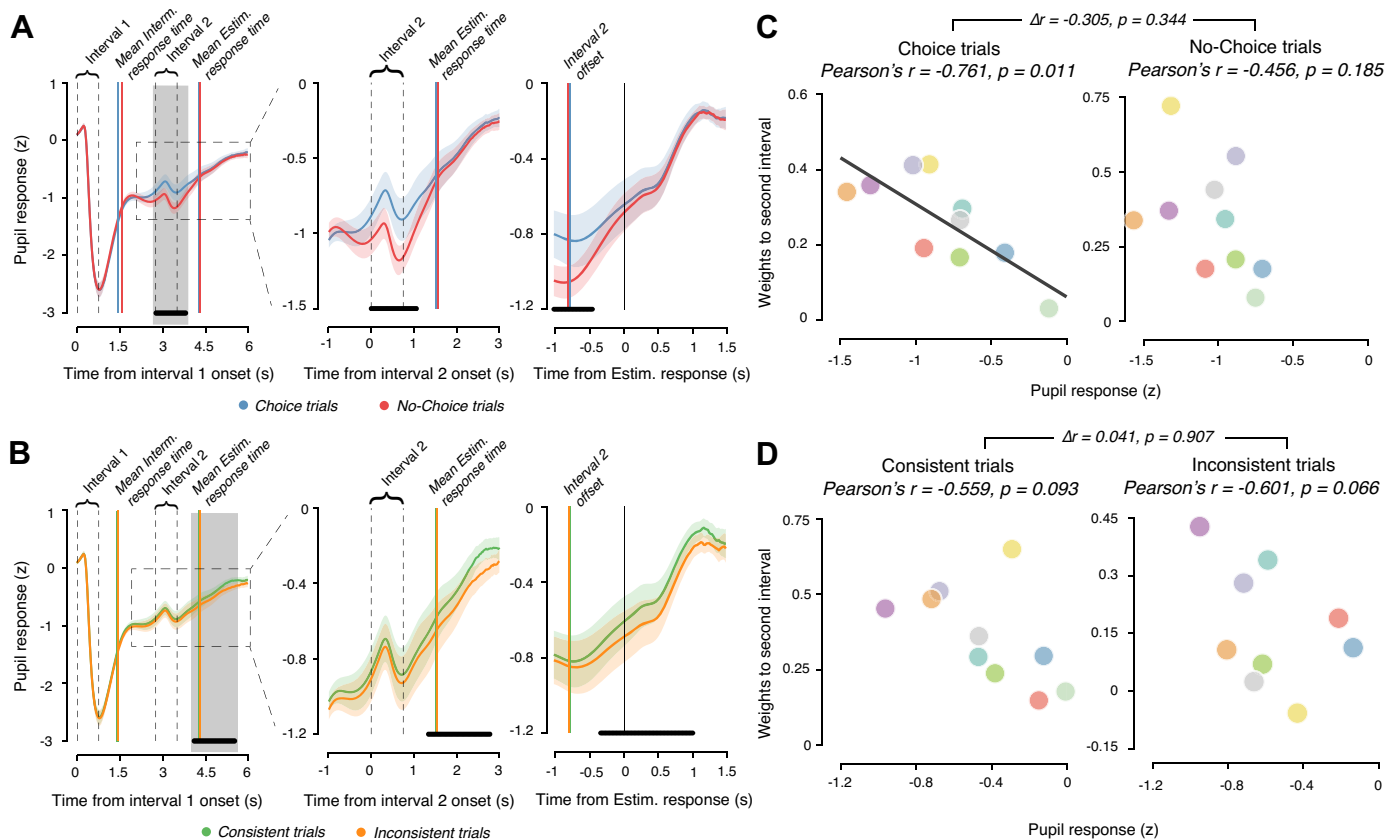 A
Interval 1
Mean Interm.
response time
Interval 2
Mean Estim.
response time
Interval 2
Mean Estim.
response time
Interval 2
offset
Pupil response (z)
1
0
-1
-2
-3
0
-0.5
-1
-1.5
0
-0.4
-0.8
-1.2
0
1.5
3
4.5
6
-1
0
1
2
3
-1
-0.5
0
0.5
1
1.5
Time from interval 1 onset (s)
Time from interval 2 onset (s)
Time from Estim. response (s)
Choice trials
No-Choice trials
B
Interval 1
Mean Interm.
response time
Interval 2
Mean Estim.
response time
Interval 2
Mean Estim.
response time
Interval 2
offset
Pupil response (z)
1
0
-1
-2
-3
0
-0.4
-0.8
-1.2
0
-0.4
-0.8
-1.2
0
1.5
3
4.5
6
-1
0
1
2
3
-1
-0.5
0
0.5
1
1.5
Time from interval 1 onset (s)
Time from interval 2 onset (s)
Time from Estim. response (s)
Consistent trials
Inconsistent trials
C
Δr = -0.305, p = 0.344
Choice trials
Pearson's r = -0.761, p = 0.011
No-Choice trials
Pearson's r = -0.456, p = 0.185
Weights to second interval
0.6
0.4
0.2
0
0.75
0.5
0.25
0
-1.5
-1
-0.5
0
-1.5
-1
-0.5
0
Pupil response (z)
D
Δr = 0.041, p = 0.907
Consistent trials
Pearson's r = -0.559, p = 0.093
Inconsistent trials
Pearson's r = -0.601, p = 0.066
Weights to second interval
0.75
0.5
0.25
0
0.45
0.3
0.15
0
-0.15
-1.2
-0.8
-0.4
0
-1.2
-0.8
-0.4
0
Pupil response (z)